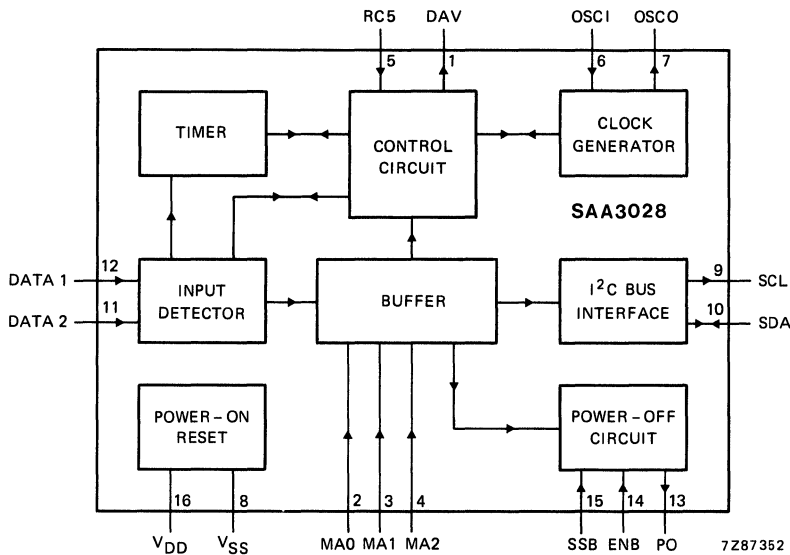 RC5 DAV OSCI OSCO
5 1 6 7
TIMER
CONTROL
CIRCUIT
CLOCK
GENERATOR
SAA3028
DATA 1 12
DATA 2 11
INPUT
DETECTOR
BUFFER
I²C BUS
INTERFACE
9 SCL
10 SDA
POWER-ON
RESET
POWER-OFF
CIRCUIT
16 8 2 3 4 15 14 13
VDD VSS MA0 MA1 MA2 SSB ENB PO
7Z87352